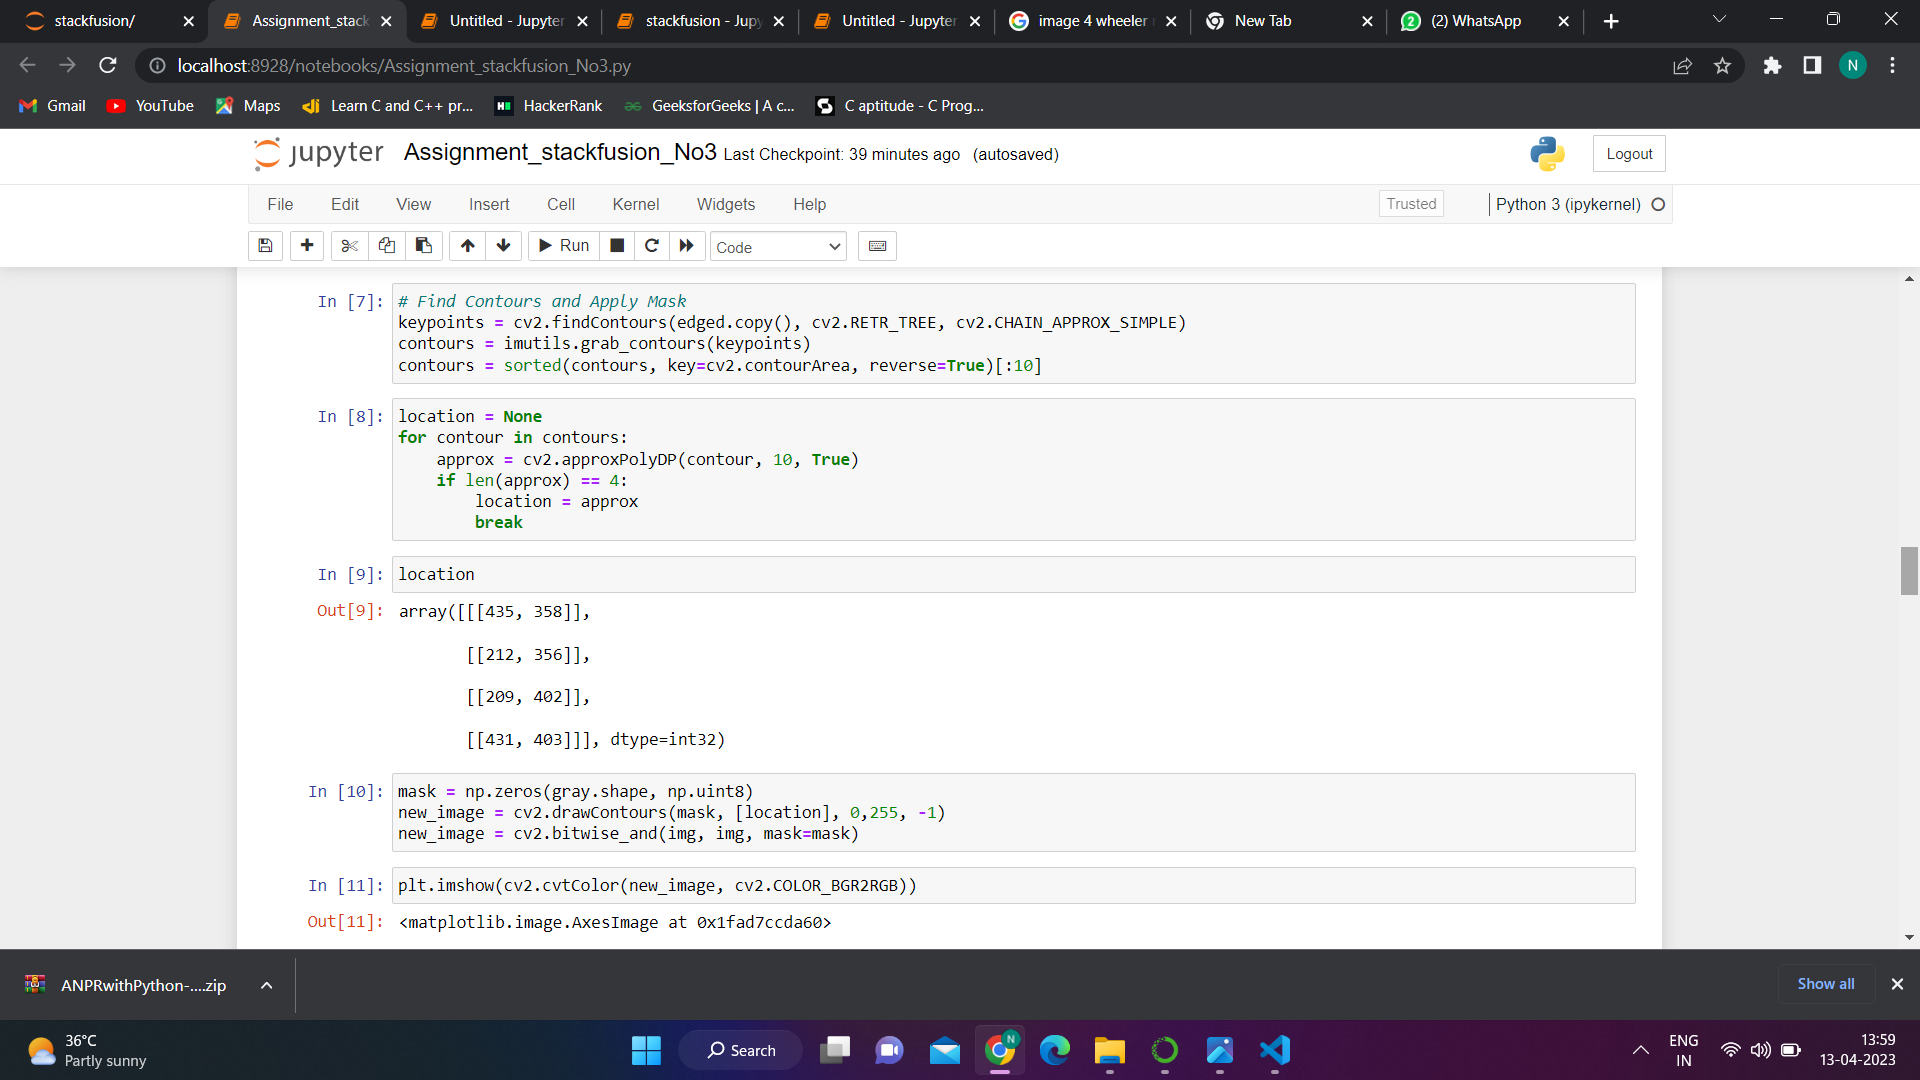 stackfusion/
Assignment_stack
Untitled - Jupyter
stackfusion - Jupy
Untitled - Jupyter
image 4 wheeler
New Tab
(2) WhatsApp
localhost:8928/notebooks/Assignment_stackfusion_No3.py
N
Gmail
YouTube
Maps
Learn C and C++ pr...
HackerRank
GeeksforGeeks | A c...
C aptitude - C Prog...
jupyter
Assignment_stackfusion_No3 Last Checkpoint: 39 minutes ago (autosaved)
Logout
File Edit View Insert Cell Kernel Widgets Help
Trusted
Python 3 (ipykernel)
Run
Code
In [7]: # Find Contours and Apply Mask
keypoints = cv2.findContours(edged.copy(), cv2.RETR_TREE, cv2.CHAIN_APPROX_SIMPLE)
contours = imutils.grab_contours(keypoints)
contours = sorted(contours, key=cv2.contourArea, reverse=True)[:10]
In [8]: location = None
for contour in contours:
    approx = cv2.approxPolyDP(contour, 10, True)
    if len(approx) == 4:
        location = approx
        break
In [9]: location
Out[9]: array([[[435, 358]],
[[212, 356]],
[[209, 402]],
[[431, 403]]], dtype=int32)
In [10]: mask = np.zeros(gray.shape, np.uint8)
new_image = cv2.drawContours(mask, [location], 0,255, -1)
new_image = cv2.bitwise_and(img, img, mask=mask)
In [11]: plt.imshow(cv2.cvtColor(new_image, cv2.COLOR_BGR2RGB))
Out[11]: <matplotlib.image.AxesImage at 0x1fad7ccda60>
ANPRwithPython-....zip
Show all
36°C
Partly sunny
Search
N
ENG
IN
13:59
13-04-2023